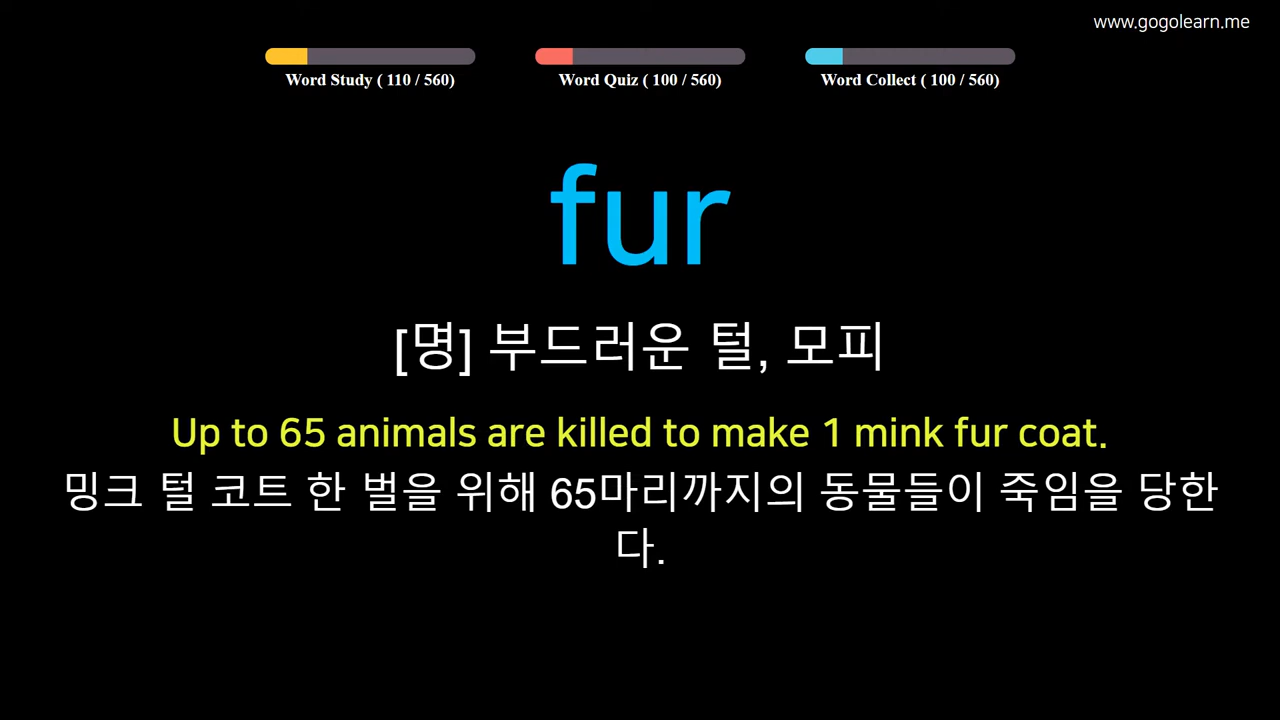 www.gogolearn.me
Word Study ( 110 / 560)
Word Quiz ( 100 / 560)
Word Collect ( 100 / 560)
fur
[명] 부드러운 털, 모피
Up to 65 animals are killed to make 1 mink fur coat.
밍크 털 코트 한 벌을 위해 65마리까지의 동물들이 죽임을 당한
다.